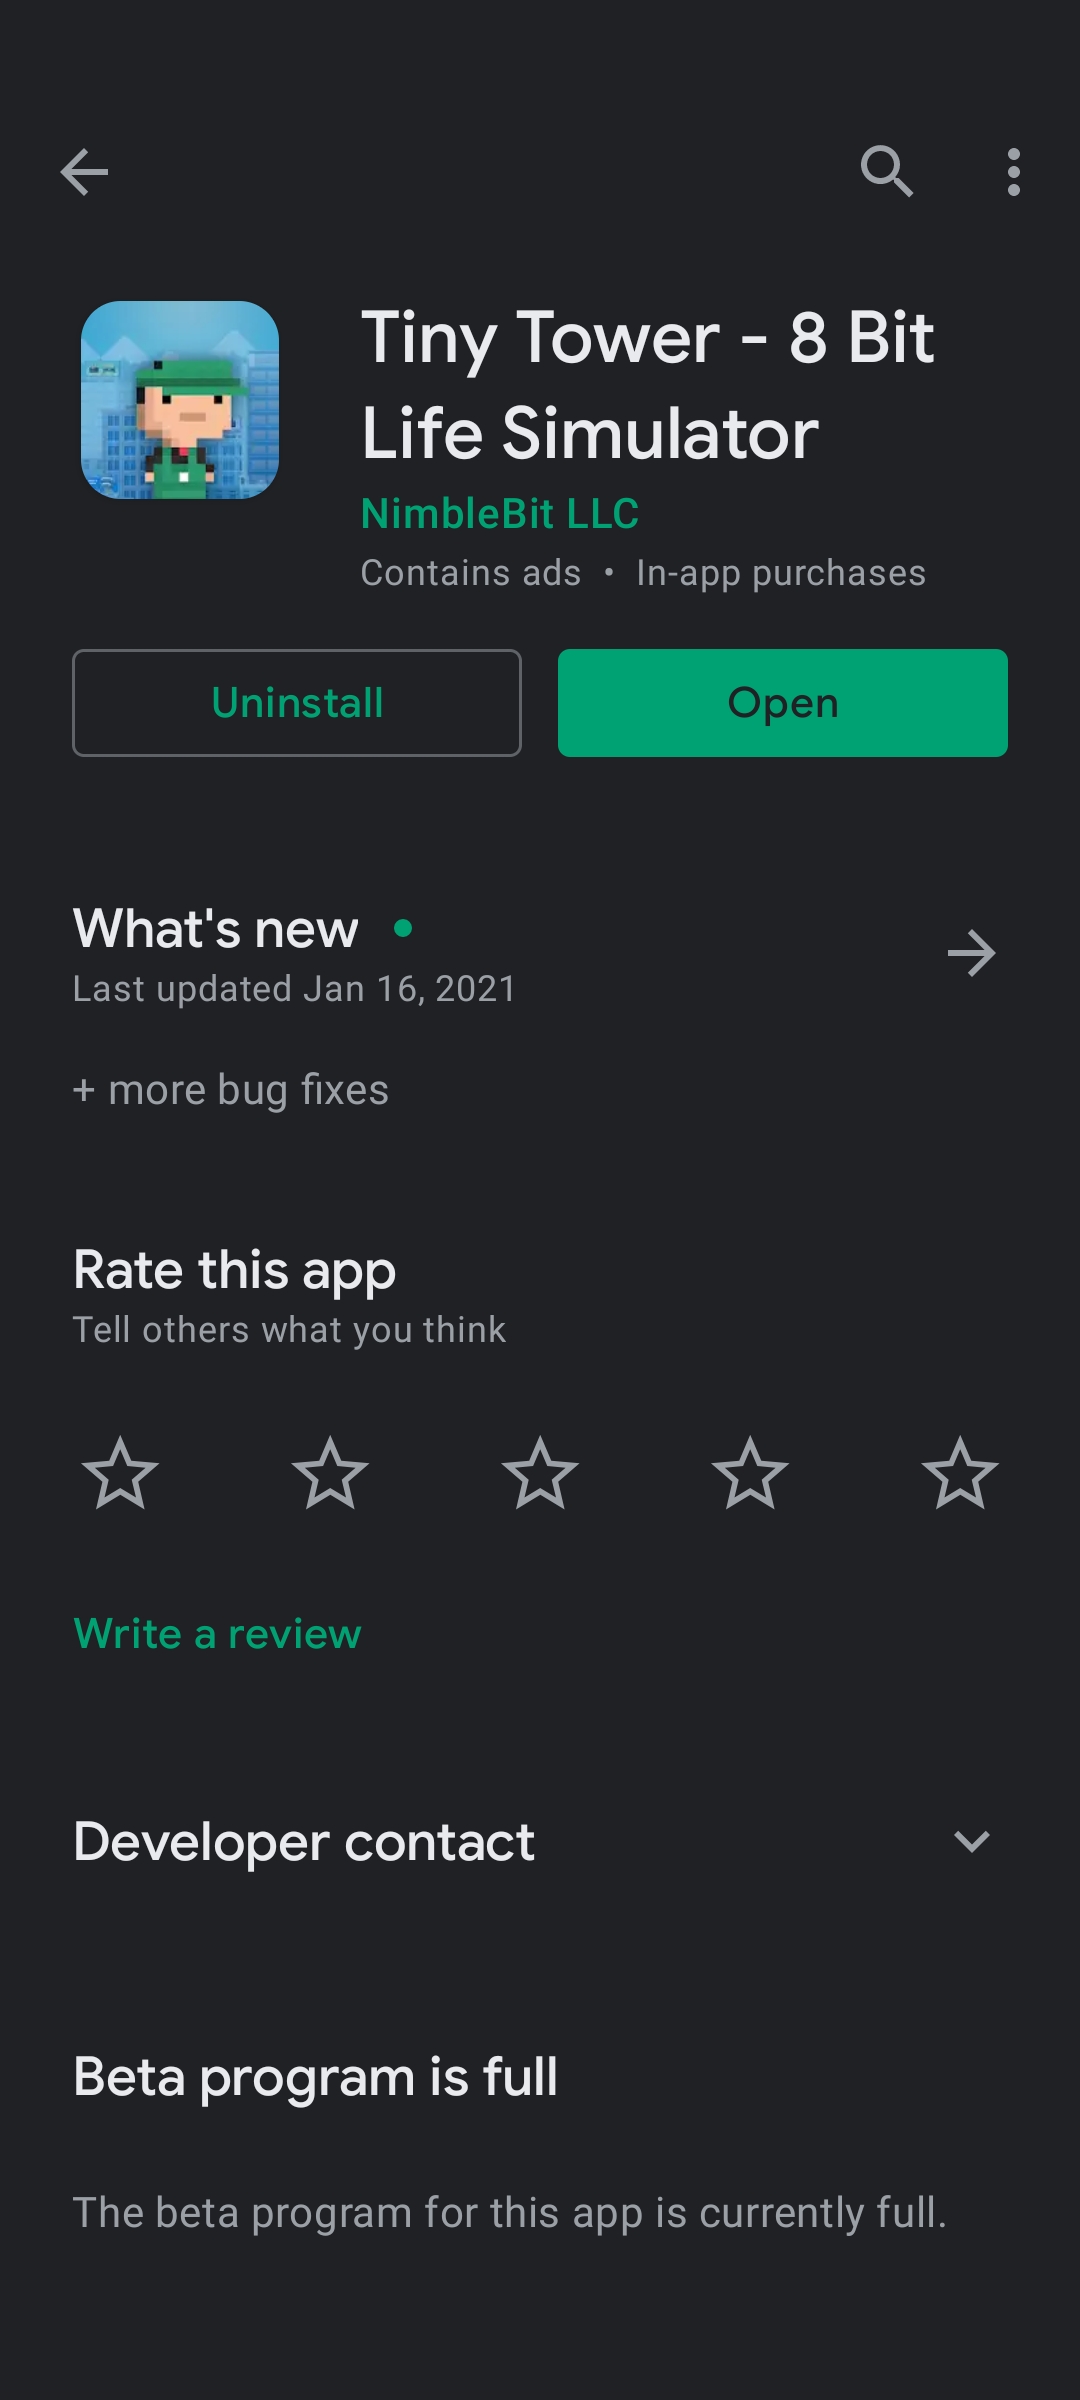 Tiny Tower - 8 Bit
Life Simulator
NimbleBit LLC
Contains ads • In-app purchases
Uninstall
Open
What's new
Last updated Jan 16, 2021
+ more bug fixes
Rate this app
Tell others what you think
Write a review
Developer contact
Beta program is full
The beta program for this app is currently full.